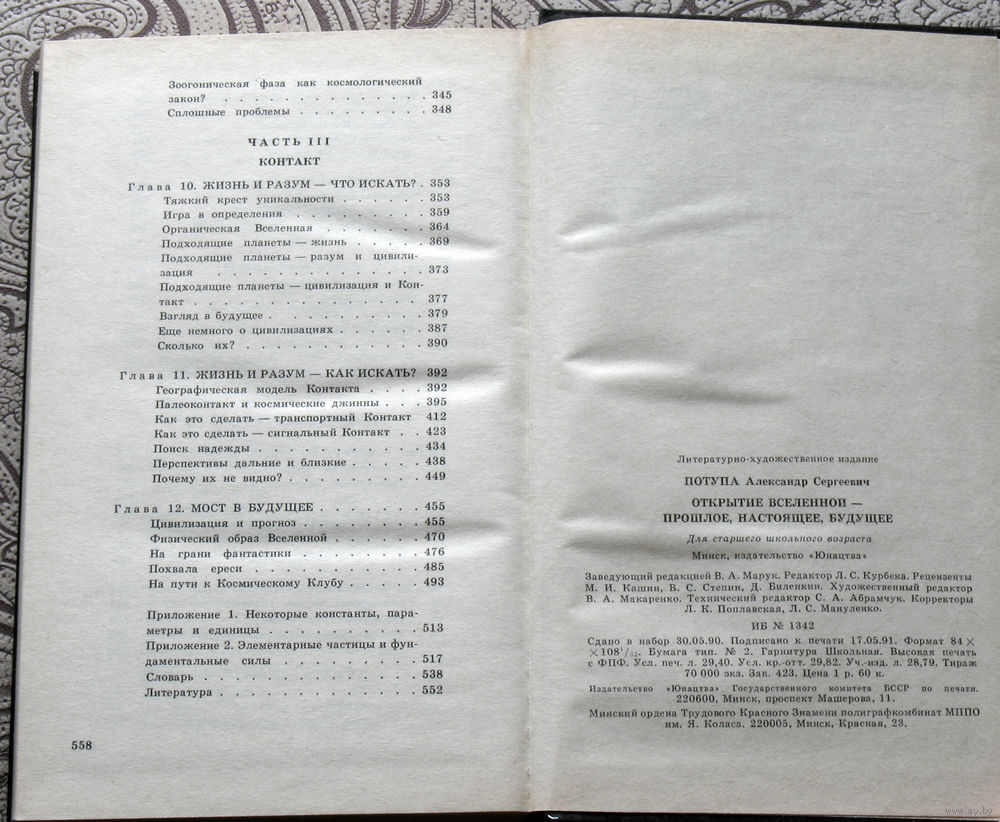 Зоогоническая фаза как космологический
закон? . . . . . . . . . . . . . 345
Сплошные проблемы . . . . . . . . . 348
ЧАСТЬ III
КОНТАКТ
Глава 10. ЖИЗНЬ И РАЗУМ — ЧТО ИСКАТЬ? . 353
Тяжкий крест уникальности . . . . . . 353
Игра в определения . . . . . . . . . 359
Органическая Вселенная . . . . . . . 364
Подходящие планеты — жизнь . . . . . 369
Подходящие планеты — разум и цивили-
зация . . . . . . . . . . . . . 373
Подходящие планеты — цивилизация и Кон-
такт . . . . . . . . . . . . . . 377
Взгляд в будущее . . . . . . . . . . 379
Еще немного о цивилизациях . . . . . . 387
Сколько их? . . . . . . . . . . . . 390
Глава 11. ЖИЗНЬ И РАЗУМ — КАК ИСКАТЬ? 392
Географическая модель Контакта . . . . 392
Палеоконтакт и космические джинны . . . 395
Как это сделать — транспортный Контакт 412
Как это сделать — сигнальный Контакт . . 423
Поиск надежды . . . . . . . . . . . 434
Перспективы дальние и близкие . . . . . 438
Почему их не видно? . . . . . . . . . 449
Глава 12. МОСТ В БУДУЩЕЕ . . . . . . . 455
Цивилизация и прогноз . . . . . . . . 455
Физический образ Вселенной . . . . . . 470
На грани фантастики . . . . . . . . . 476
Похвала ереси . . . . . . . . . . . 485
На пути к Космическому Клубу . . . . . 493
Приложение 1. Некоторые константы, пара-
метры и единицы . . . . . . . . . . 513
Приложение 2. Элементарные частицы и фун-
даментальные силы . . . . . . . . . 517
Словарь . . . . . . . . . . . . . . 538
Литература . . . . . . . . . . . . . 552
558
Литературно-художественное издание
ПОТУПА Александр Сергеевич
ОТКРЫТИЕ ВСЕЛЕННОЙ —
ПРОШЛОЕ, НАСТОЯЩЕЕ, БУДУЩЕЕ
Для старшего школьного возраста
Минск, издательство «Юнацтва»
Заведующий редакцией В. А. Марук. Редактор Л. С. Курбека. Рецензенты
М. И. Кашин, В. С. Степин, Д. Биленкин. Художественный редактор
В. А. Макаренко. Технический редактор С. А. Абрамчук. Корректоры
Л. К. Поплавская, Л. С. Мануленко.
ИБ № 1342
Сдано в набор 30.05.90. Подписано к печати 17.05.91. Формат 84×
×108¹/₃₂. Бумага тип. № 2. Гарнитура Школьная. Высокая печать
с ФПФ. Усл. печ. л. 29,40. Усл. кр.-отт. 29,82. Уч.-изд. л. 28,79. Тираж
70 000 экз. Зак. 423. Цена 1 р. 60 к.
Издательство «Юнацтва» Государственного комитета БССР по печати.
220600, Минск, проспект Машерова, 11.
Минский ордена Трудового Красного Знамени полиграфкомбинат МППО
им. Я. Коласа. 220005, Минск, Красная, 23.
www.ay.by